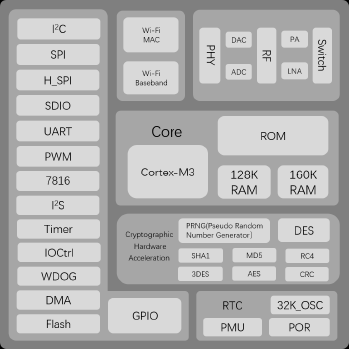 I²C
SPI
H_SPI
SDIO
UART
PWM
7816
I²S
Timer
IOCtrl
WDOG
DMA
Flash
Wi-Fi
MAC
Wi-Fi
Baseband
PHY
DAC
ADC
RF
PA
LNA
Switch
Core
Cortex-M3
ROM
128K
RAM
160K
RAM
Cryptographic
Hardware
Acceleration
PRNG(Pseudo Random
Number Generator)
DES
SHA1
MD5
RC4
3DES
AES
CRC
GPIO
RTC
32K_OSC
PMU
POR